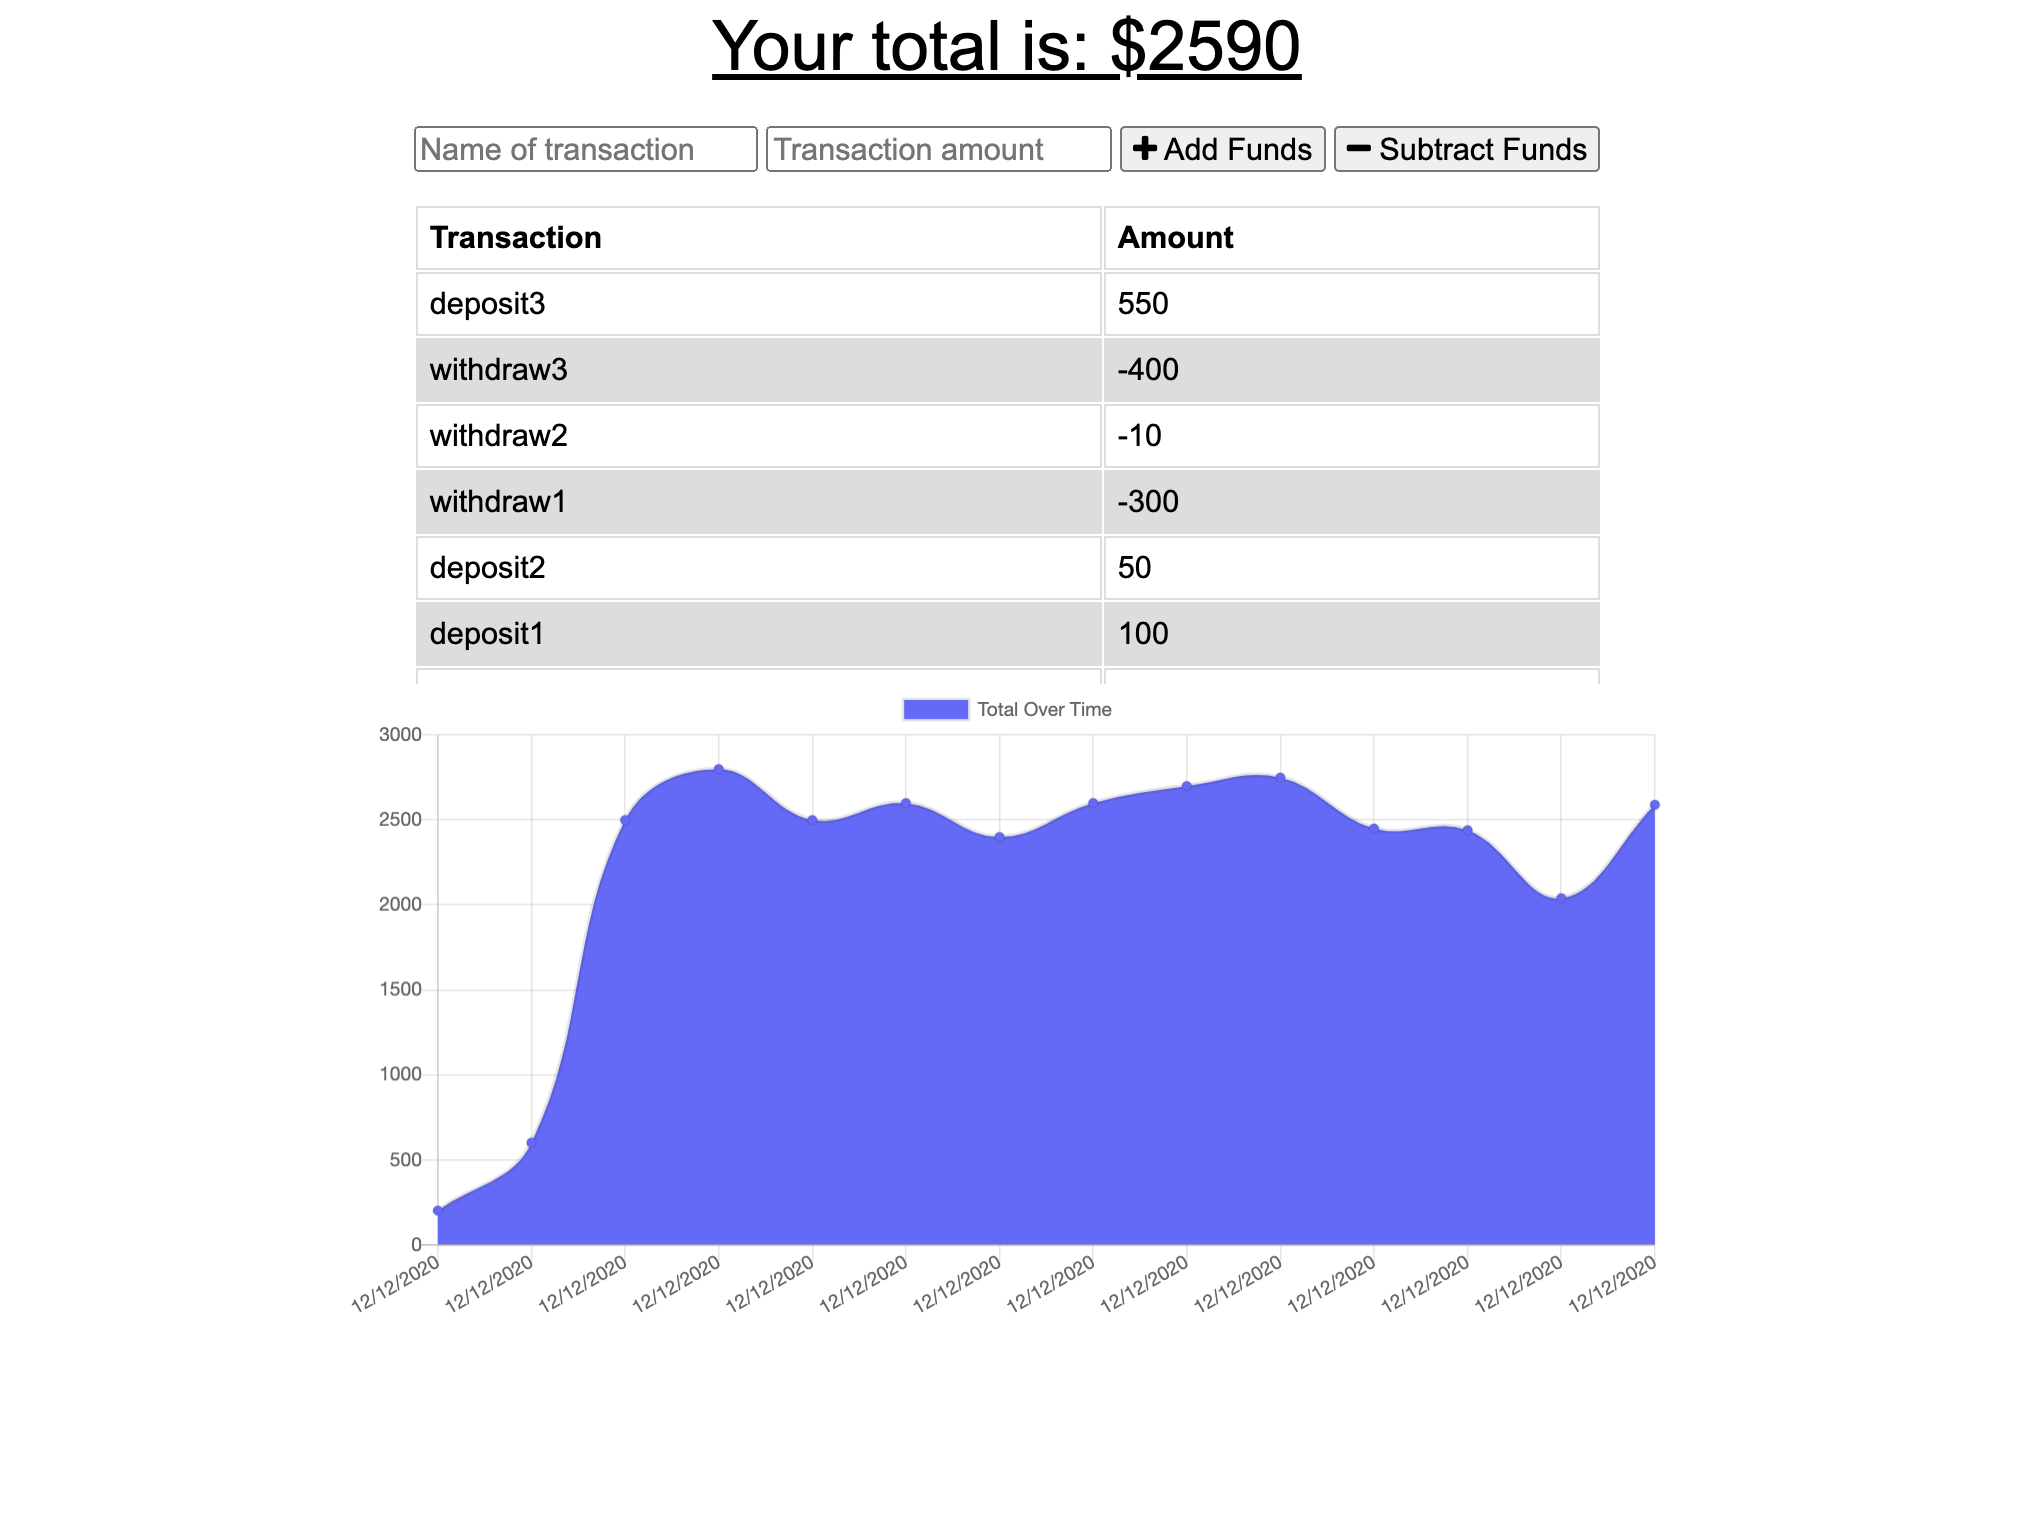 Your total is: $2590
Name of transaction Transaction amount Add Funds Subtract Funds
Transaction Amount
deposit3 550
withdraw3 -400
withdraw2 -10
withdraw1 -300
deposit2 50
deposit1 100
Total Over Time
3000
2500
2000
1500
1000
500
0
12/12/2020 12/12/2020 12/12/2020 12/12/2020 12/12/2020 12/12/2020 12/12/2020 12/12/2020 12/12/2020 12/12/2020 12/12/2020 12/12/2020 12/12/2020 12/12/2020